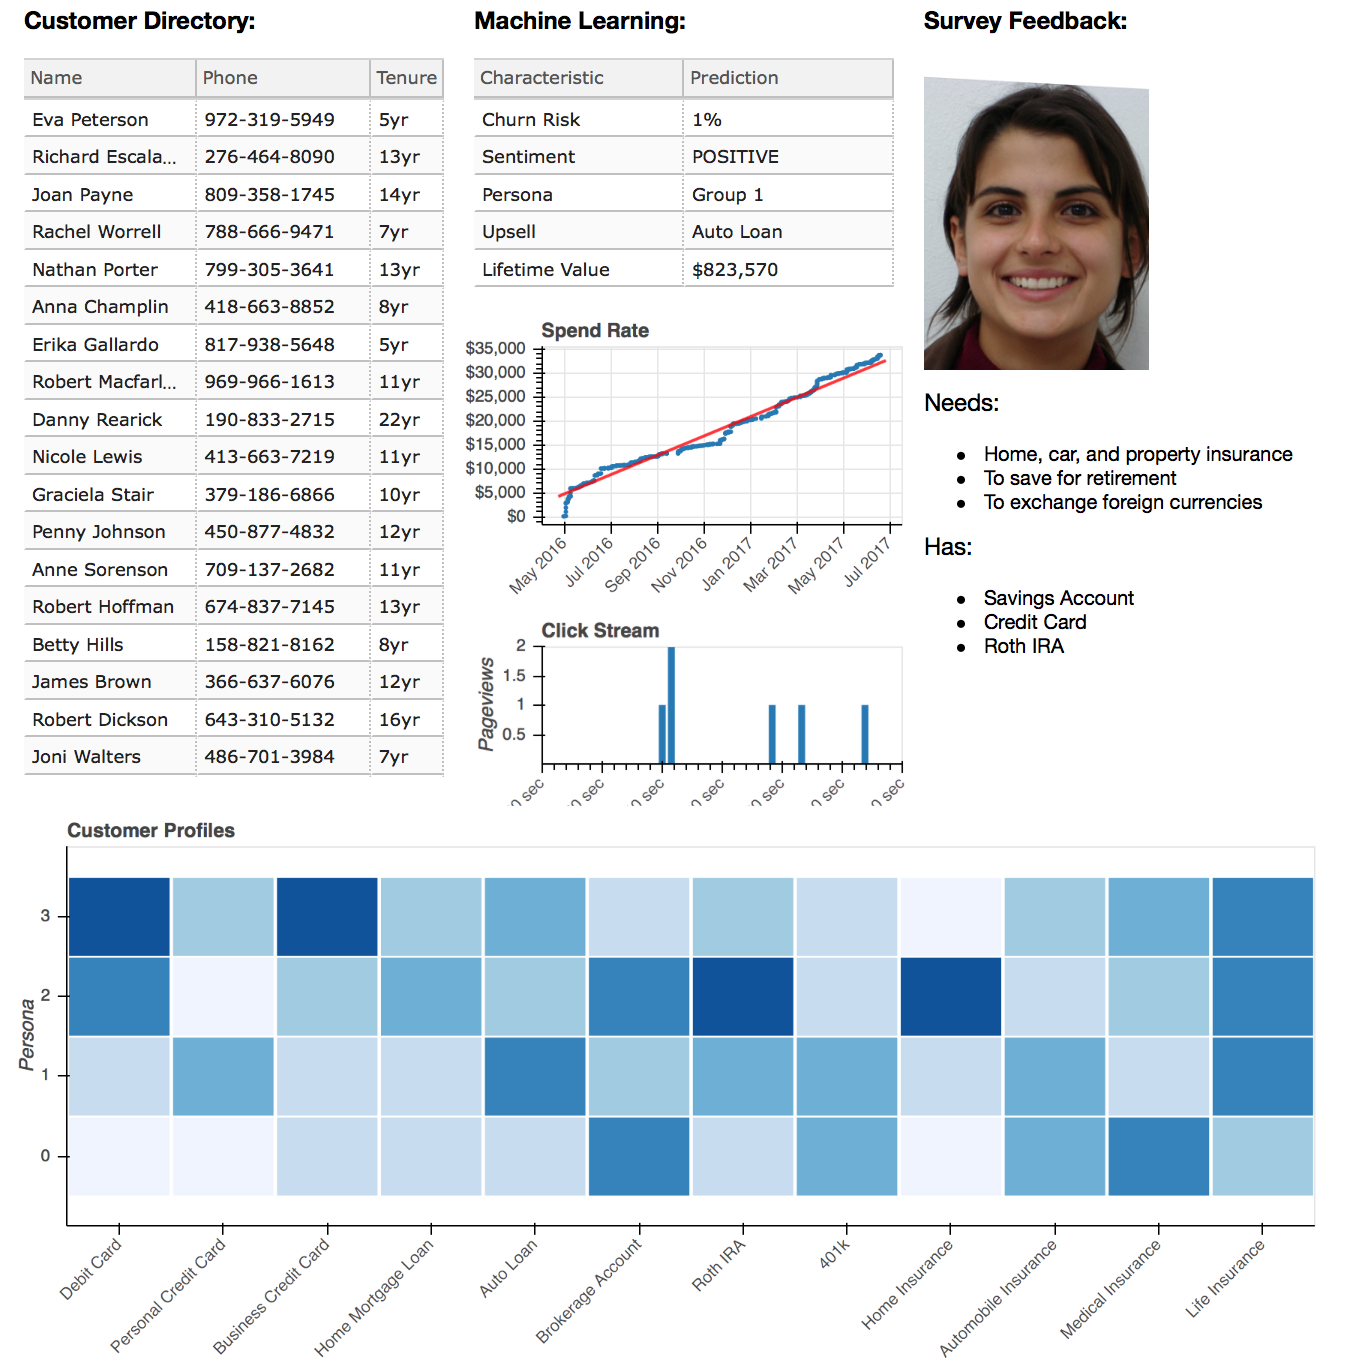 Customer Directory:
Name Phone Tenure
Eva Peterson 972-319-5949 5yr
Richard Escala... 276-464-8090 13yr
Joan Payne 809-358-1745 14yr
Rachel Worrell 788-666-9471 7yr
Nathan Porter 799-305-3641 13yr
Anna Champlin 418-663-8852 8yr
Erika Gallardo 817-938-5648 5yr
Robert Macfarl... 969-966-1613 11yr
Danny Rearick 190-833-2715 22yr
Nicole Lewis 413-663-7219 11yr
Graciela Stair 379-186-6866 10yr
Penny Johnson 450-877-4832 12yr
Anne Sorenson 709-137-2682 11yr
Robert Hoffman 674-837-7145 13yr
Betty Hills 158-821-8162 8yr
James Brown 366-637-6076 12yr
Robert Dickson 643-310-5132 16yr
Joni Walters 486-701-3984 7yr
Machine Learning:
Characteristic Prediction
Churn Risk 1%
Sentiment POSITIVE
Persona Group 1
Upsell Auto Loan
Lifetime Value $823,570
Spend Rate
$35,000
$30,000
$25,000
$20,000
$15,000
$10,000
$5,000
$0
May 2016 Jul 2016 Sep 2016 Nov 2016 Jan 2017 Mar 2017 May 2017 Jul 2017
Click Stream
Pageviews
2
1.5
1
0.5
sec sec sec sec sec sec sec
Survey Feedback:
Needs:
• Home, car, and property insurance
• To save for retirement
• To exchange foreign currencies
Has:
• Savings Account
• Credit Card
• Roth IRA
Customer Profiles
Persona
3
2
1
0
Debit Card
Personal Credit Card
Business Credit Card
Home Mortgage Loan
Auto Loan
Brokerage Account
Roth IRA
401k
Home Insurance
Automobile Insurance
Medical Insurance
Life Insurance